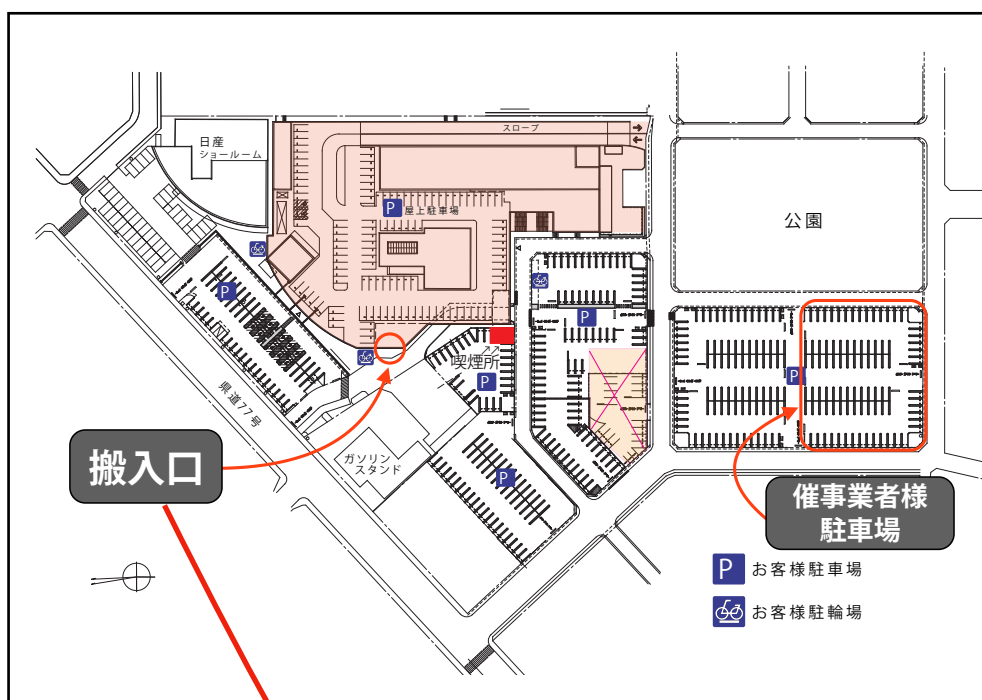 スロープ
日産
ショールーム
P
屋上駐車場
公園
P
P
喫煙所
P
P
県道77号
搬入口
ガソリン
スタンド
P
催事業者様
駐車場
P お客様駐車場
お客様駐輪場